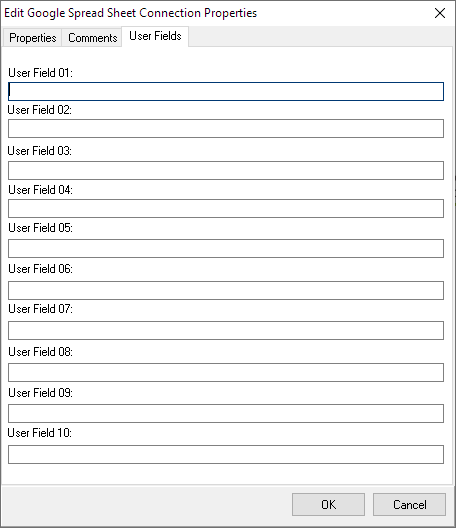 Edit Google Spread Sheet Connection Properties
Properties Comments User Fields
User Field 01:
User Field 02:
User Field 03:
User Field 04:
User Field 05:
User Field 06:
User Field 07:
User Field 08:
User Field 09:
User Field 10:
OK Cancel